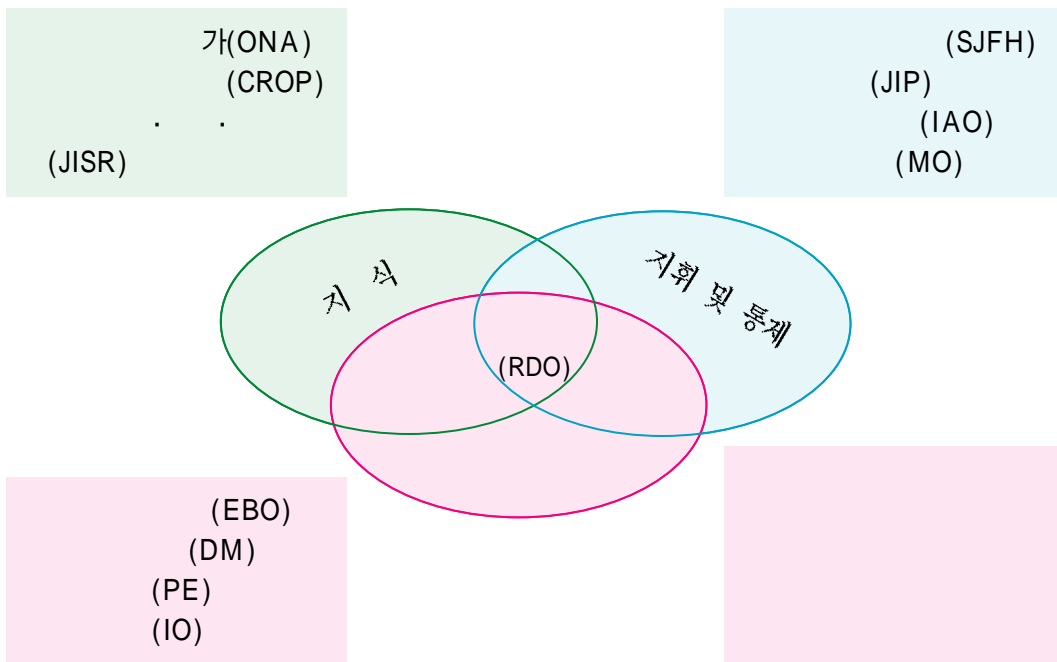 가(ONA)
(CROP)
· ·
(JISR)
(SJFH)
(JIP)
(IAO)
(MO)
지 식
지휘 및 통제
(RDO)
(EBO)
(DM)
(PE)
(IO)